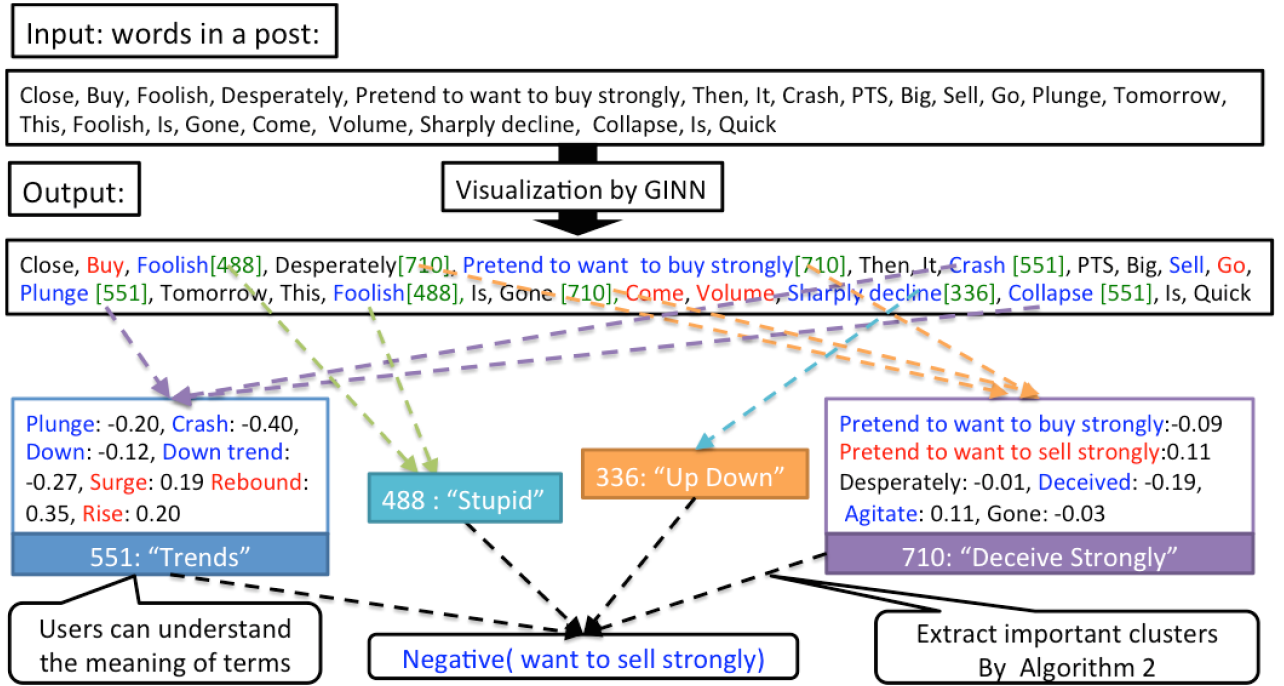 Input: words in a post:
Close, Buy, Foolish, Desperately, Pretend to want to buy strongly, Then, It, Crash, PTS, Big, Sell, Go, Plunge, Tomorrow,
This, Foolish, Is, Gone, Come, Volume, Sharply decline, Collapse, Is, Quick
Output:
Visualization by GINN
Close, Buy, Foolish[488], Desperately[710], Pretend to want to buy strongly[710], Then, It, Crash [551], PTS, Big, Sell, Go,
Plunge [551], Tomorrow, This, Foolish[488], Is, Gone [710], Come, Volume, Sharply decline[336], Collapse [551], Is, Quick
Plunge: -0.20, Crash: -0.40,
Down: -0.12, Down trend:
-0.27, Surge: 0.19 Rebound:
0.35, Rise: 0.20
551: “Trends”
488 : “Stupid”
336: “Up Down”
Pretend to want to buy strongly:-0.09
Pretend to want to sell strongly:0.11
Desperately: -0.01, Deceived: -0.19,
Agitate: 0.11, Gone: -0.03
710: “Deceive Strongly”
Users can understand
the meaning of terms
Negative( want to sell strongly)
Extract important clusters
By Algorithm 2